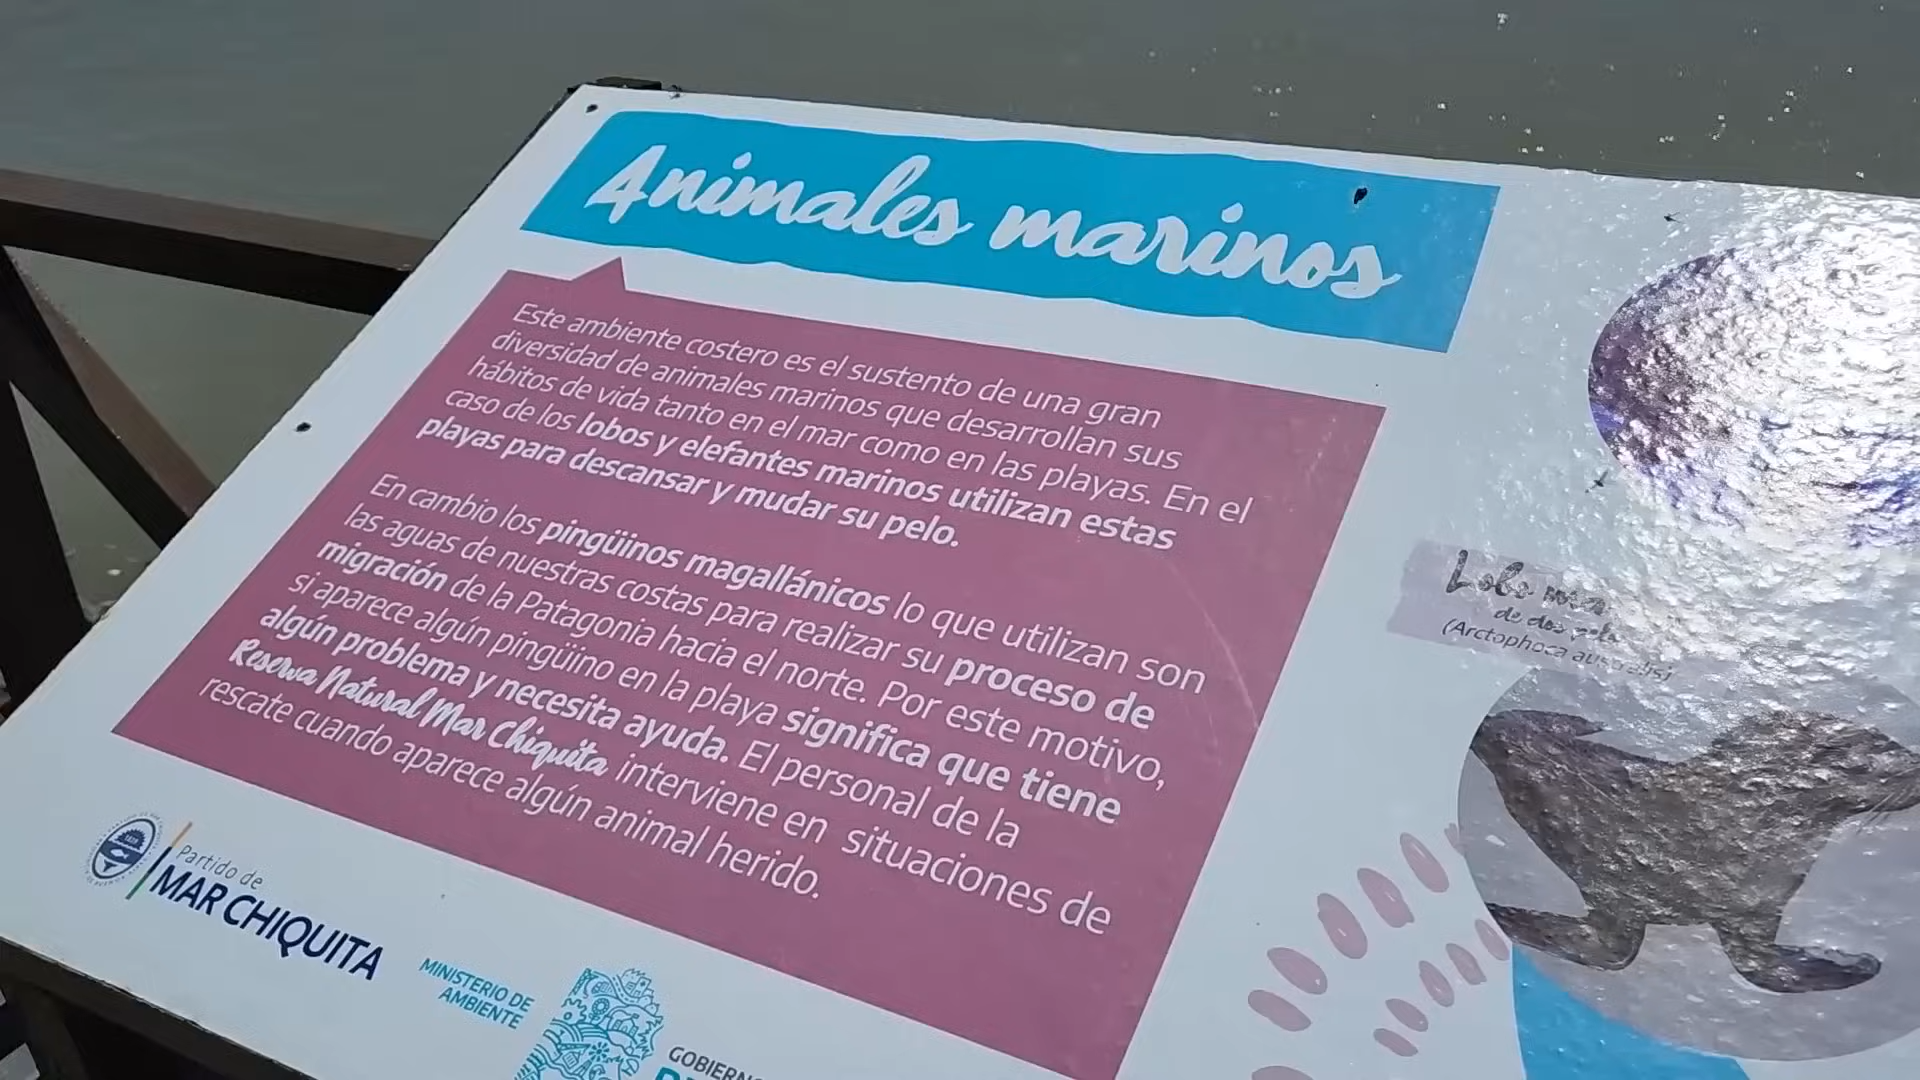 Animales marinos
Este ambiente costero es el sustento de una gran
diversidad de animales marinos que desarrollan sus
hábitos de vida tanto en el mar como en las playas. En el
caso de los lobos y elefantes marinos utilizan estas
playas para descansar y mudar su pelo.
En cambio los pingüinos magallánicos lo que utilizan son
las aguas de nuestras costas para realizar su proceso de
migración de la Patagonia hacia el norte. Por este motivo,
si aparece algún pingüino en la playa significa que tiene
algún problema y necesita ayuda. El personal de la
Reserva Natural Mar Chiquita interviene en situaciones de
rescate cuando aparece algún animal herido.
Lobo
de dos pelos
(Arctophoca australis)
Partido de
MAR CHIQUITA
MINISTERIO DE
AMBIENTE